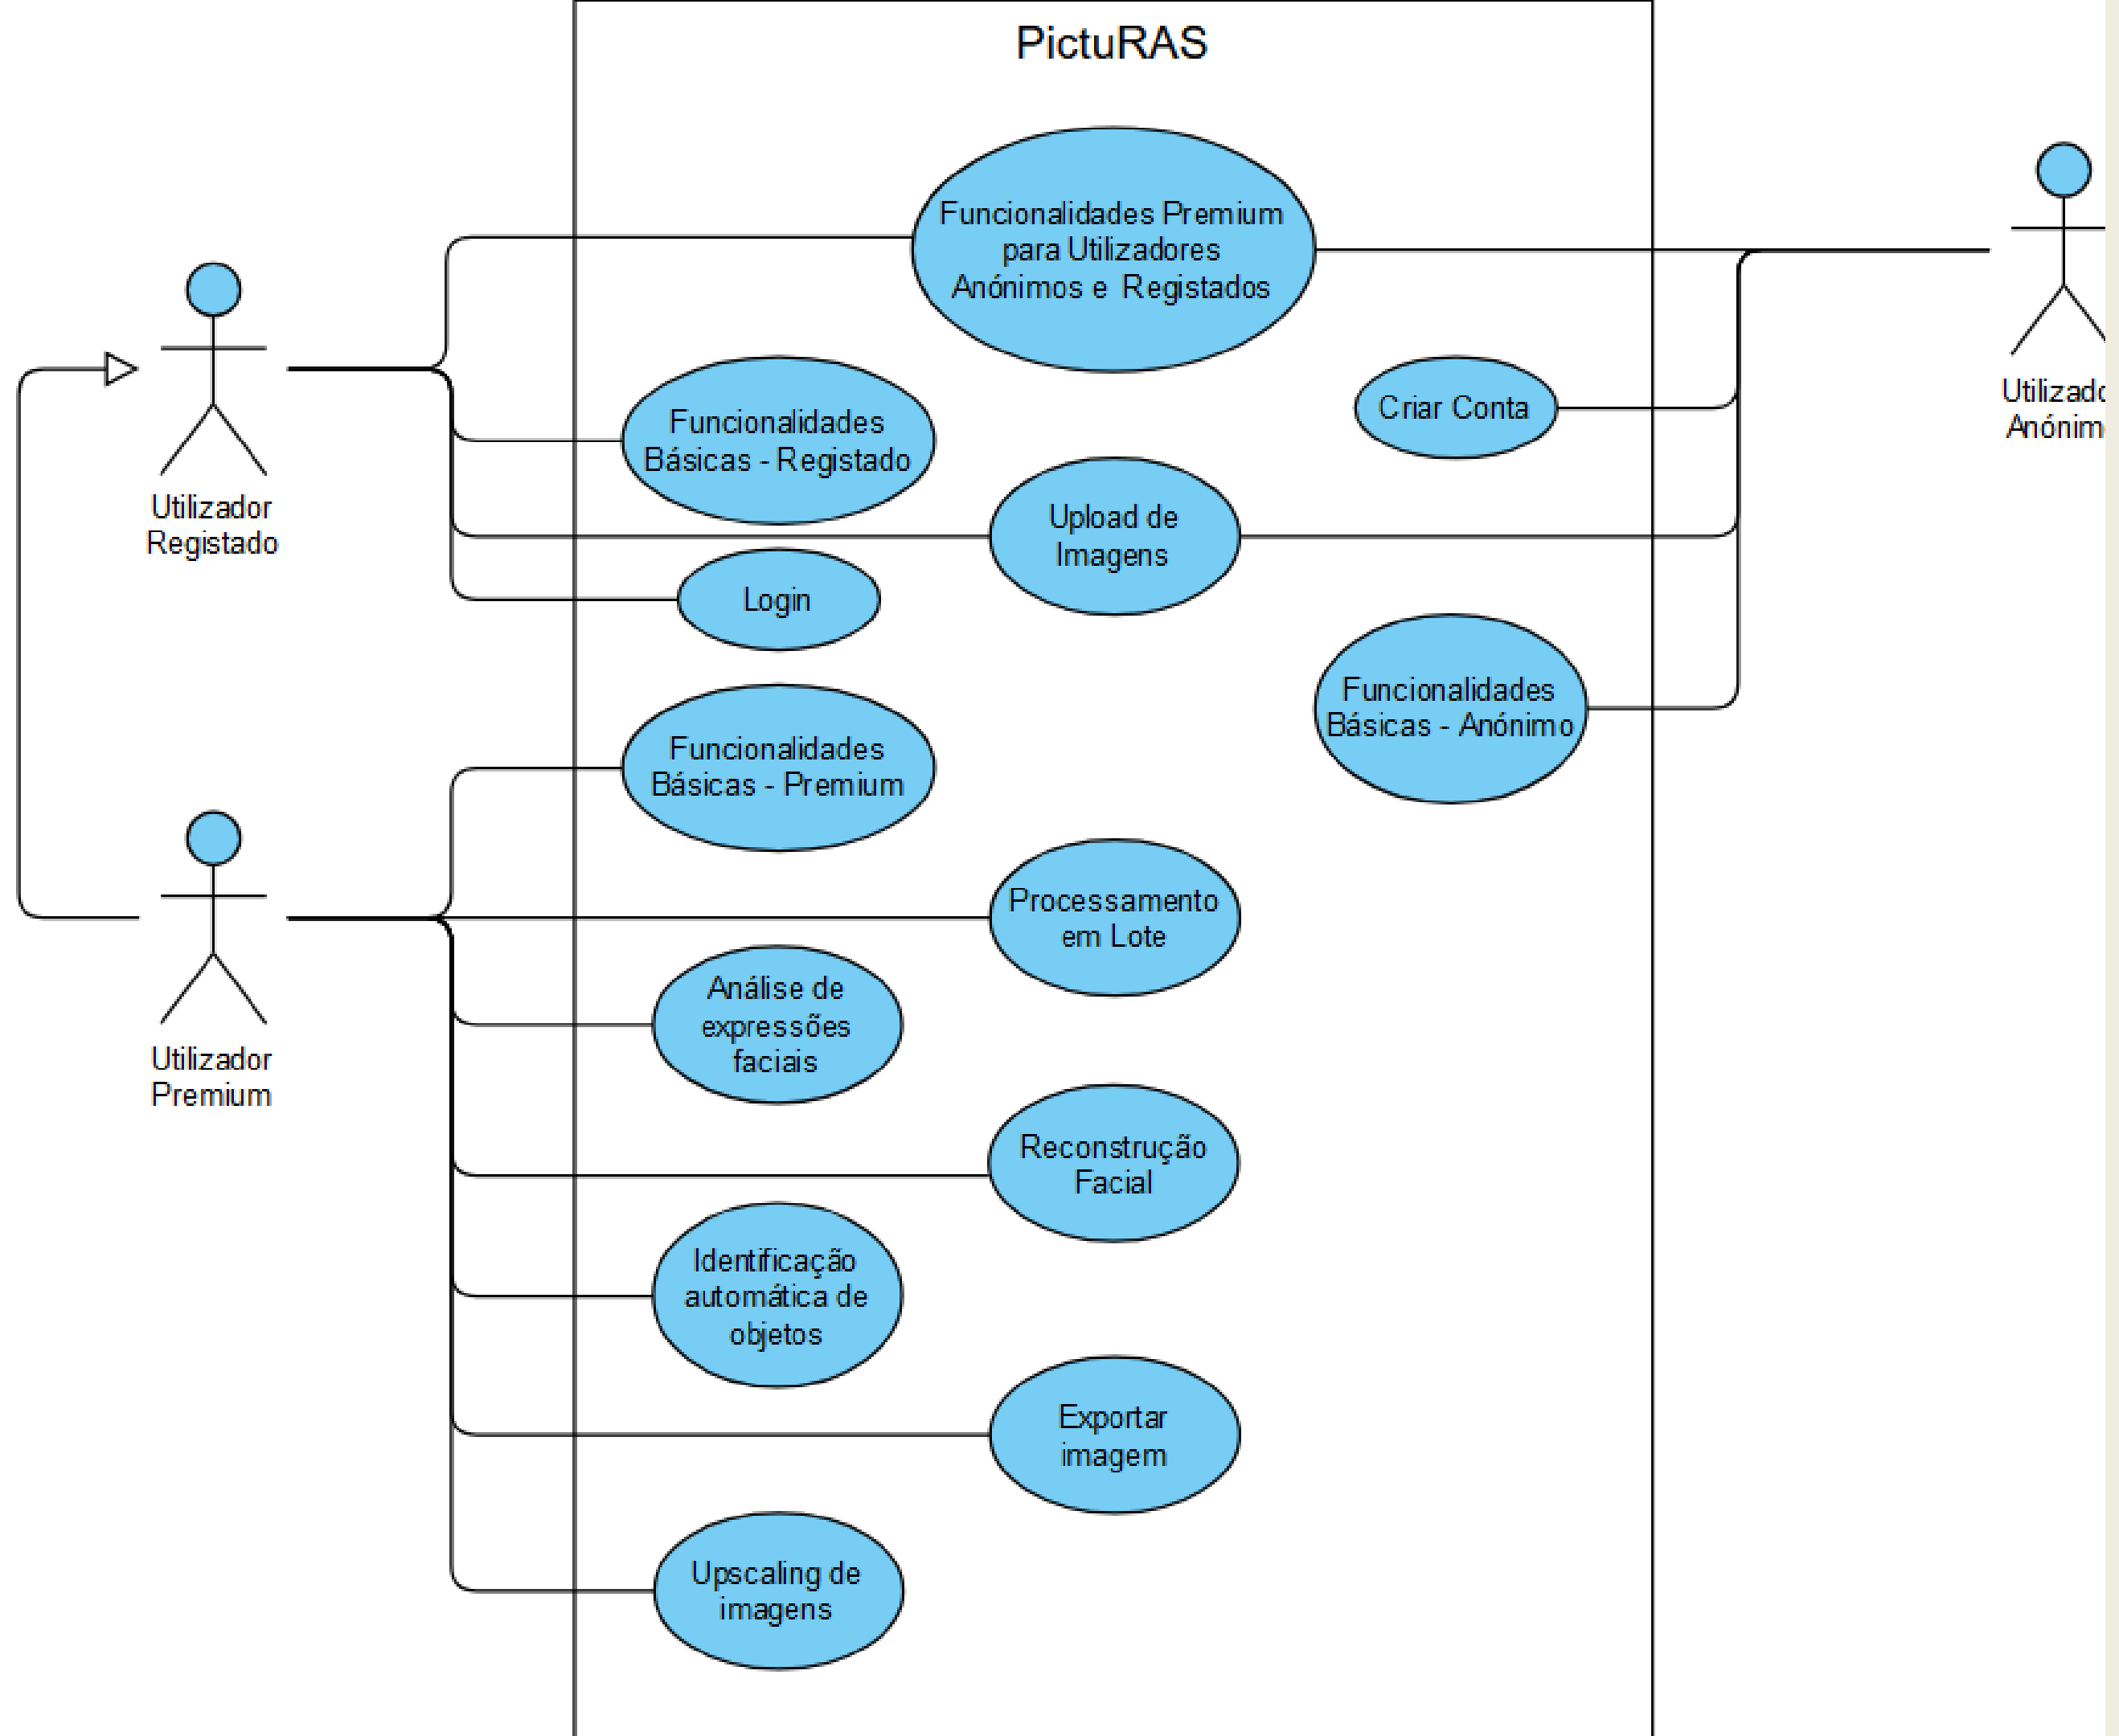 PictuRAS
Funcionalidades Premium
para Utilizadores
Anónimos e Registados
Utilizador
Registado
Funcionalidades
Básicas - Registado
Criar Conta
Upload de
Imagens
Login
Funcionalidades
Básicas - Anónimo
Funcionalidades
Básicas - Premium
Utilizador
Premium
Processamento
em Lote
Análise de
expressões
faciais
Reconstrução
Facial
Identificação
automática de
objetos
Exportar
imagem
Upscaling de
imagens